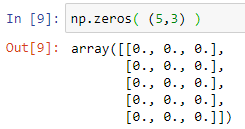 In [9]: np.zeros( (5,3) )
Out[9]: array([[0., 0., 0.],
[0., 0., 0.],
[0., 0., 0.],
[0., 0., 0.],
[0., 0., 0.]])